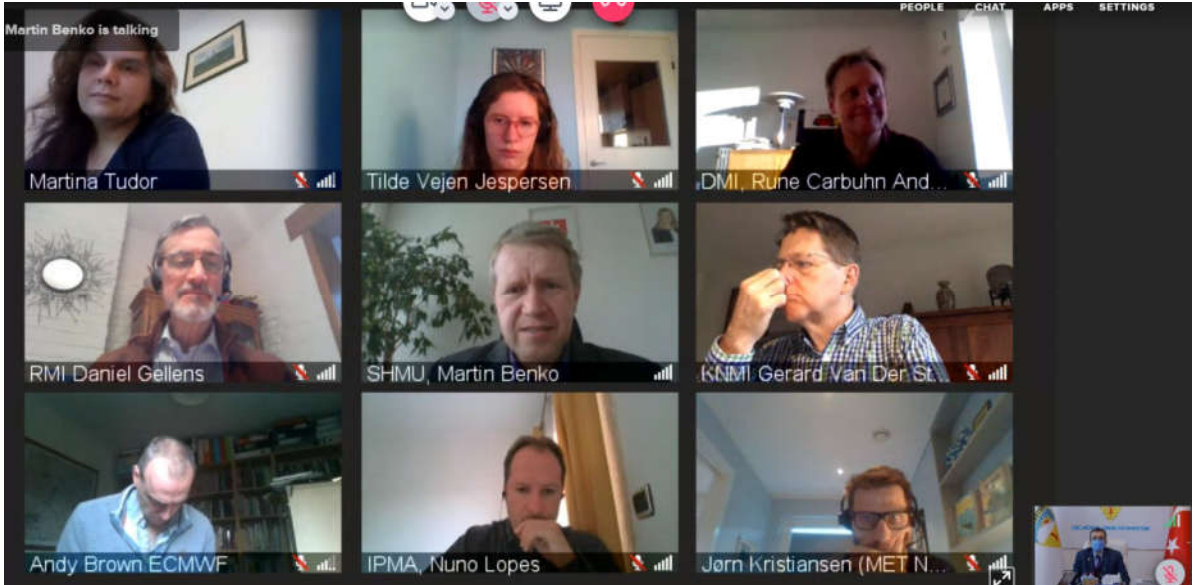 Martin Benko is talking
PEOPLE CHAT APPS SETTINGS
Martina Tudor
Tilde Vejen Jespersen
DMI, Rune Carbuhn And...
RMI Daniel Gellens
SHMU, Martin Benko
KNMI Gerard Van Der St...
Andy Brown ECMWF
IPMA, Nuno Lopes
Jørn Kristiansen (MET N...